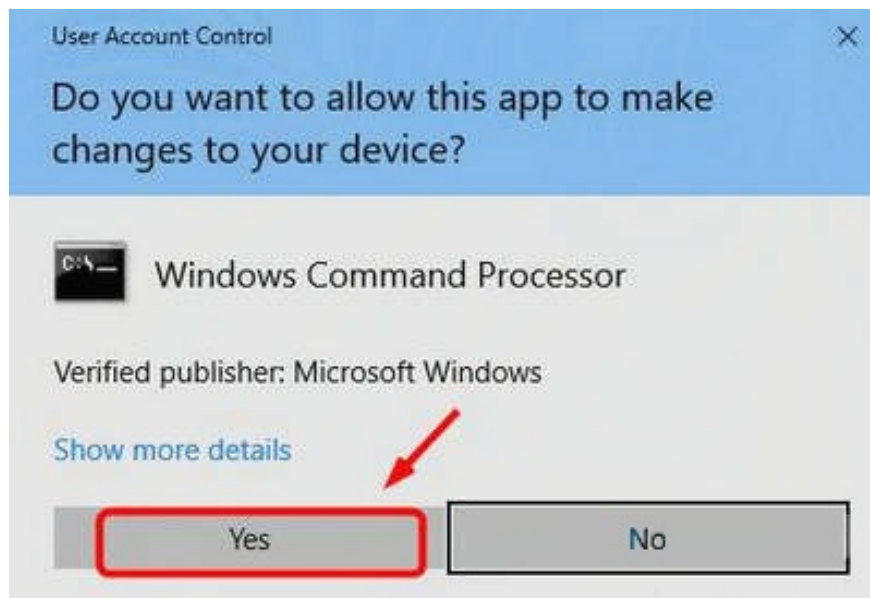 User Account Control
Do you want to allow this app to make
changes to your device?
C:\_
Windows Command Processor
Verified publisher: Microsoft Windows
Show more details
Yes
No